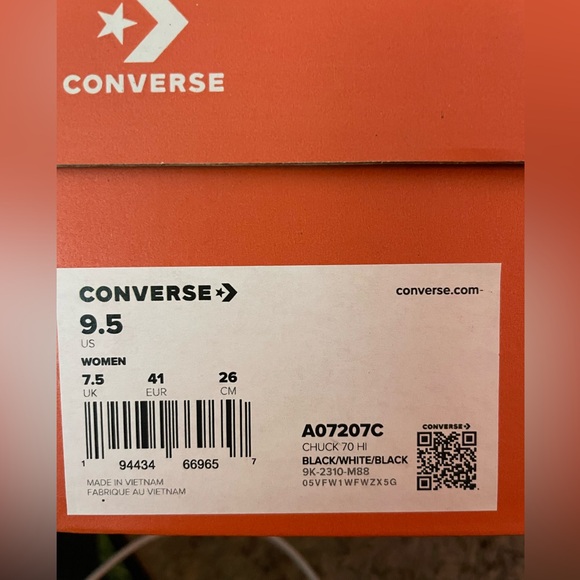 CONVERSE
CONVERSE
converse.com-
9.5
US
WOMEN
7.5 41 26
UK EUR CM
1 94434 66965 7
MADE IN VIETNAM
FABRIQUE AU VIETNAM
CONVERSE
A07207C
CHUCK 70 HI
BLACK/WHITE/BLACK
9K-2310-M88
05VFW1WFWZX5G